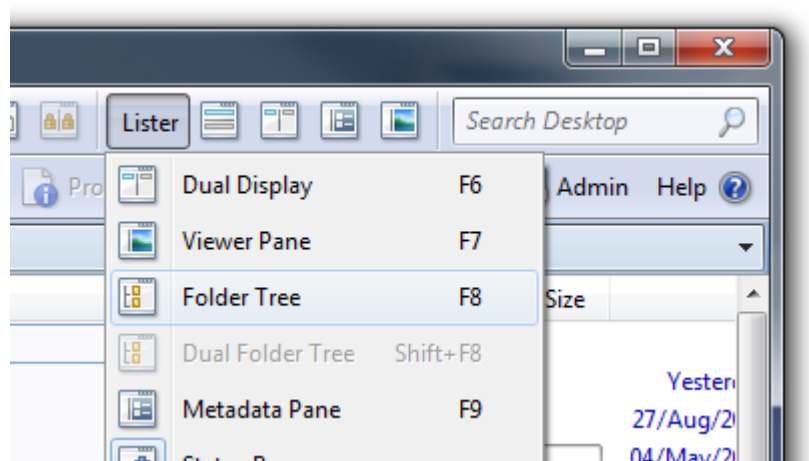 Lister
Search Desktop
Pro
Dual Display F6
Admin Help
Viewer Pane F7
Folder Tree F8
Size
Dual Folder Tree Shift+F8
Yester
Metadata Pane F9
27/Aug/20
04/May/20